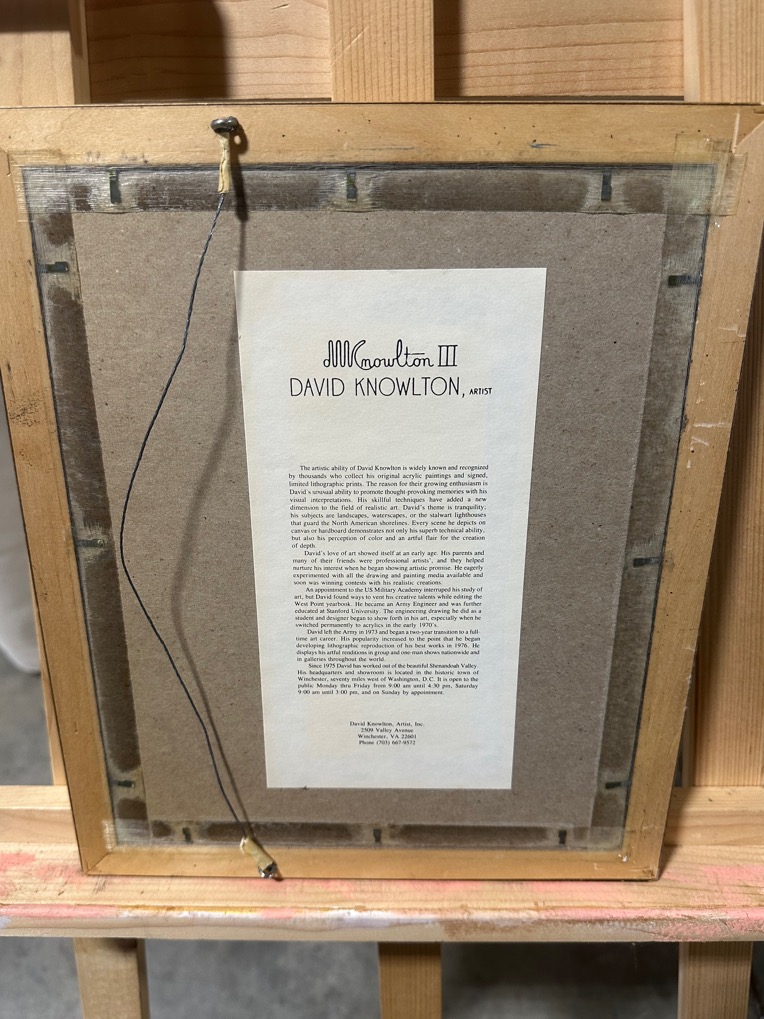 dWKnowlton III
DAVID KNOWLTON, ARTIST
The artistic ability of David Knowlton is widely known and recognized
by thousands who collect his original acrylic paintings and signed,
limited lithographic prints. The reason for their growing enthusiasm is
David's unusual ability to promote thought-provoking memories with his
visual interpretations. His skillful techniques have added a new
dimension to the field of realistic art. David's theme is tranquility;
his subjects are landscapes, waterscapes, or the stalwart lighthouses
that guard the North American shorelines. Every scene he depicts on
canvas or hardboard demonstrates not only his superb technical ability,
but also his perception of color and an artful flair for the creation
of depth.
David's love of art showed itself at an early age. His parents and
many of their friends were professional artists', and they helped
nurture his interest when he began showing artistic promise. He eagerly
experimented with all the drawing and painting media available and
soon was winning contests with his realistic creations.
An appointment to the US Military Academy interrupted his study of
art, but David found ways to vent his creative talents while editing the
West Point yearbook. He became an Army Engineer and was further
educated at Stanford University. The engineering drawing he did as a
student and designer began to show forth in his art, especially when he
switched permanently to acrylics in the early 1970's.
David left the Army in 1973 and began a two-year transition to a full-
time art career. His popularity increased to the point that he began
developing lithographic reproduction of his best works in 1976. He
displays his artful renditions in group and one-man shows nationwide and
in galleries throughout the world.
Since 1975 David has worked out of the beautiful Shenandoah Valley.
His headquarters and showroom is located in the historic town of
Winchester, seventy miles west of Washington, D.C. It is open to the
public Monday thru Friday from 9:00 am until 4:30 pm, Saturday
9:00 am until 3:00 pm, and on Sunday by appointment.
David Knowlton, Artist, Inc.
2509 Valley Avenue
Winchester, VA 22601
Phone (703) 667-9572